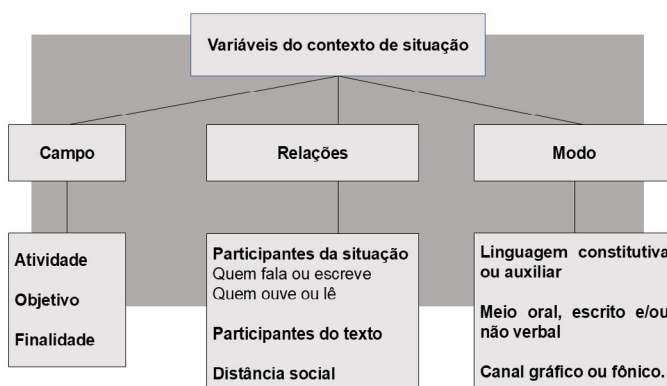 Variáveis do contexto de situação
Campo
Relações
Modo
Atividade
Objetivo
Finalidade
Participantes da situação
Quem fala ou escreve
Quem ouve ou lê
Participantes do texto
Distância social
Linguagem constitutiva
ou auxiliar
Meio oral, escrito e/ou
não verbal
Canal gráfico ou fônico.